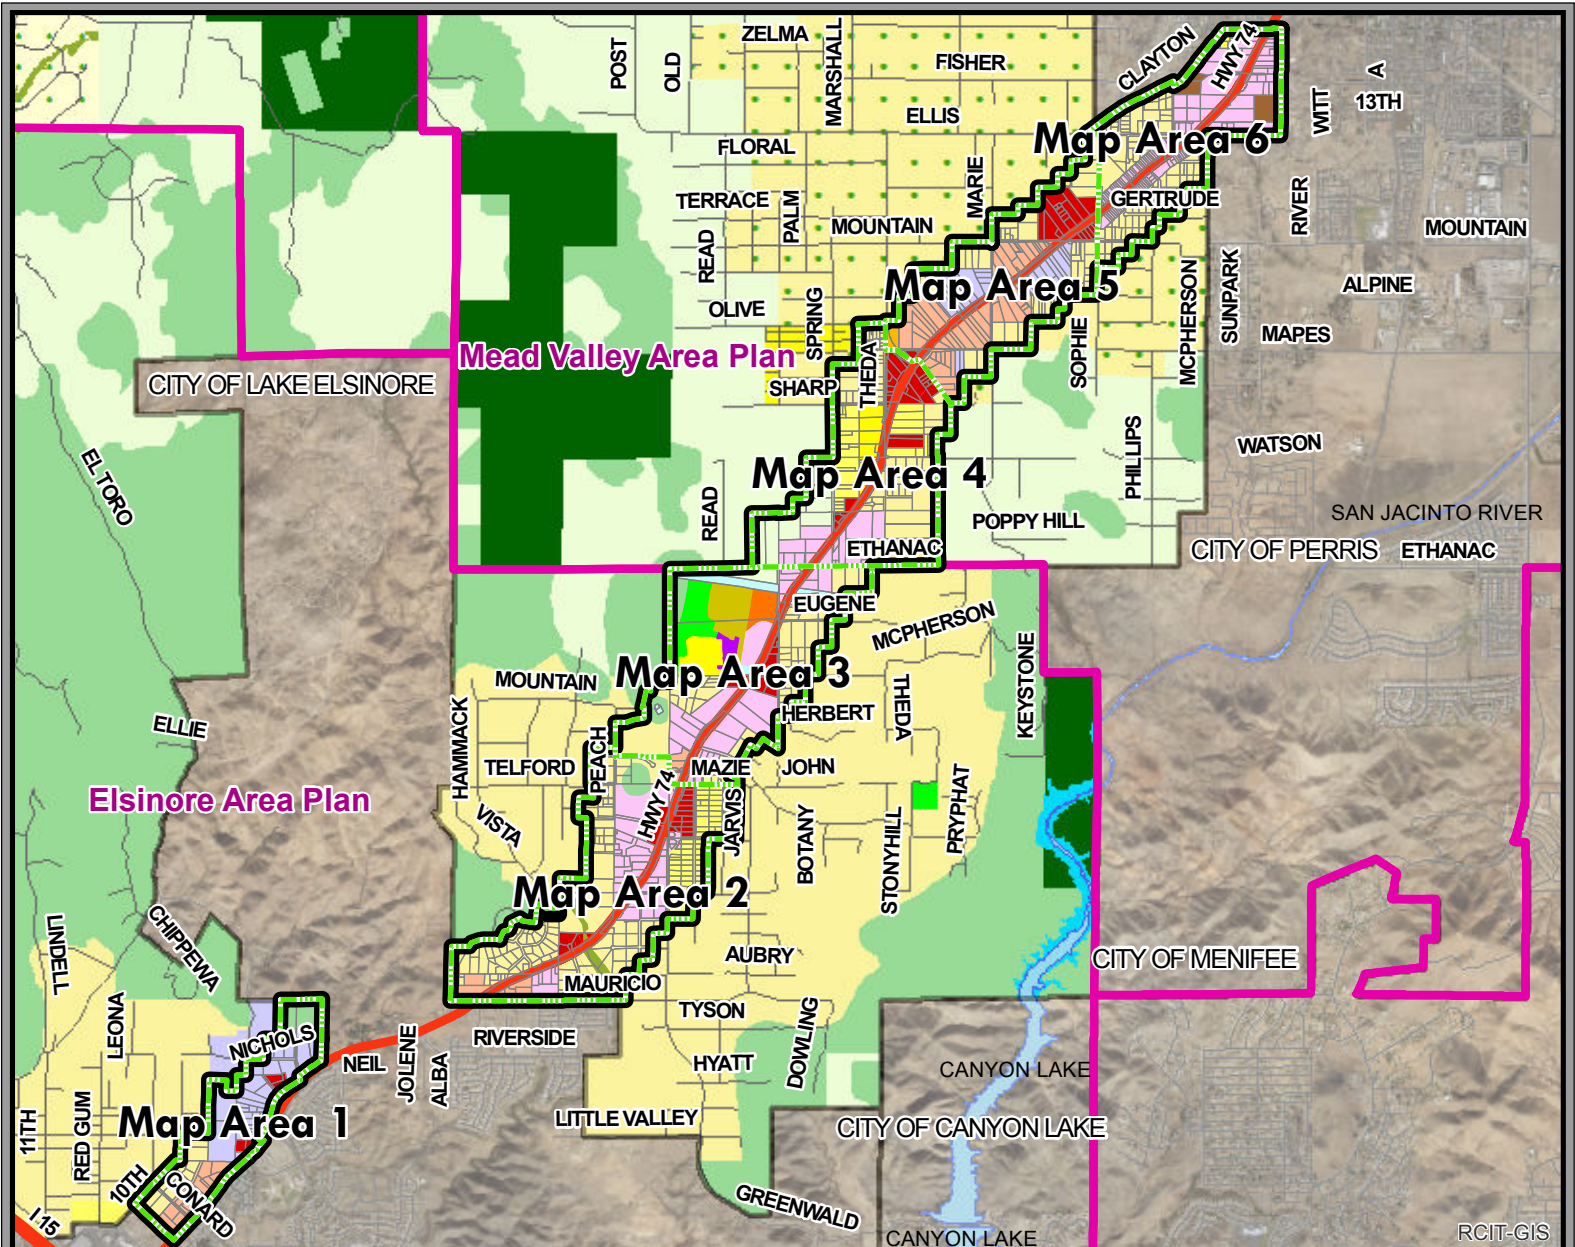 ZELMA
POST
OLD
MARSHALL
FISHER
CLAYTON
HWY 74
A
13TH
WITT
ELLIS
Map Area 6
FLORAL
MARIE
TERRACE
PALM
GERTRUDE
RIVER
MOUNTAIN
MOUNTAIN
READ
SUNPARK
MCPHERSON
Map Area 5
ALPINE
OLIVE
SPRING
MAPES
SOPHIE
THEDA
Mead Valley Area Plan
CITY OF LAKE ELSINORE
SHARP
PHILLIPS
WATSON
EL TORO
Map Area 4
READ
SAN JACINTO RIVER
POPPY HILL
ETHANAC
CITY OF PERRIS
ETHANAC
EUGENE
MCPHERSON
KEYSTONE
Map Area 3
MOUNTAIN
THEDA
HAMMACK
HERBERT
ELLIE
PEACH
TELFORD
MAZIE
JOHN
HWY 74
Elsinore Area Plan
PRYPHAT
JARVIS
VISTA
BOTANY
STONYHILL
Map Area 2
LINDELL
CHIPPEWA
AUBRY
CITY OF MENIFEE
MAURICIO
LEONA
TYSON
DOWLING
NICHOLS
RIVERSIDE
JOLENE
NEIL
ALBA
HYATT
CANYON LAKE
11TH
RED GUM
Map Area 1
LITTLE VALLEY
CITY OF CANYON LAKE
10TH
CONARD
GREENWALD
I 15
CANYON LAKE
RCIT-GIS